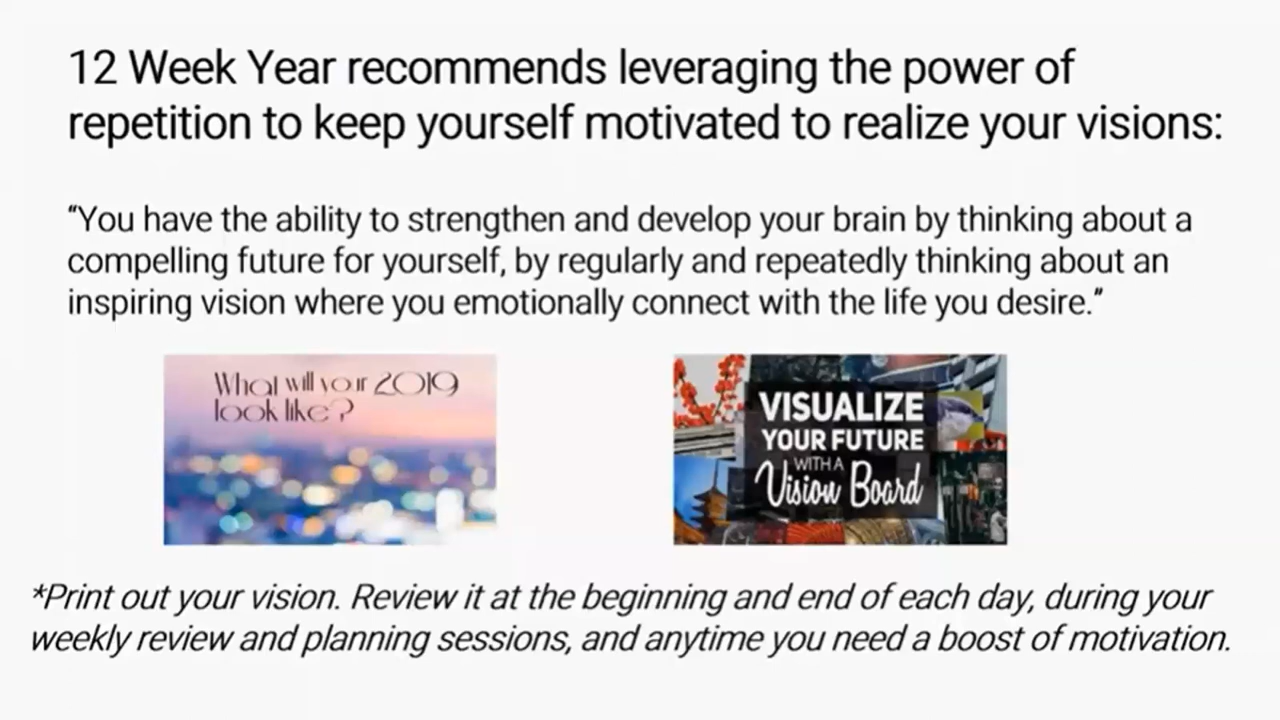 12 Week Year recommends leveraging the power of
repetition to keep yourself motivated to realize your visions:
“You have the ability to strengthen and develop your brain by thinking about a
compelling future for yourself, by regularly and repeatedly thinking about an
inspiring vision where you emotionally connect with the life you desire.”
What will your 2019
look like?
VISUALIZE
YOUR FUTURE
WITH A
Vision Board
*Print out your vision. Review it at the beginning and end of each day, during your
weekly review and planning sessions, and anytime you need a boost of motivation.